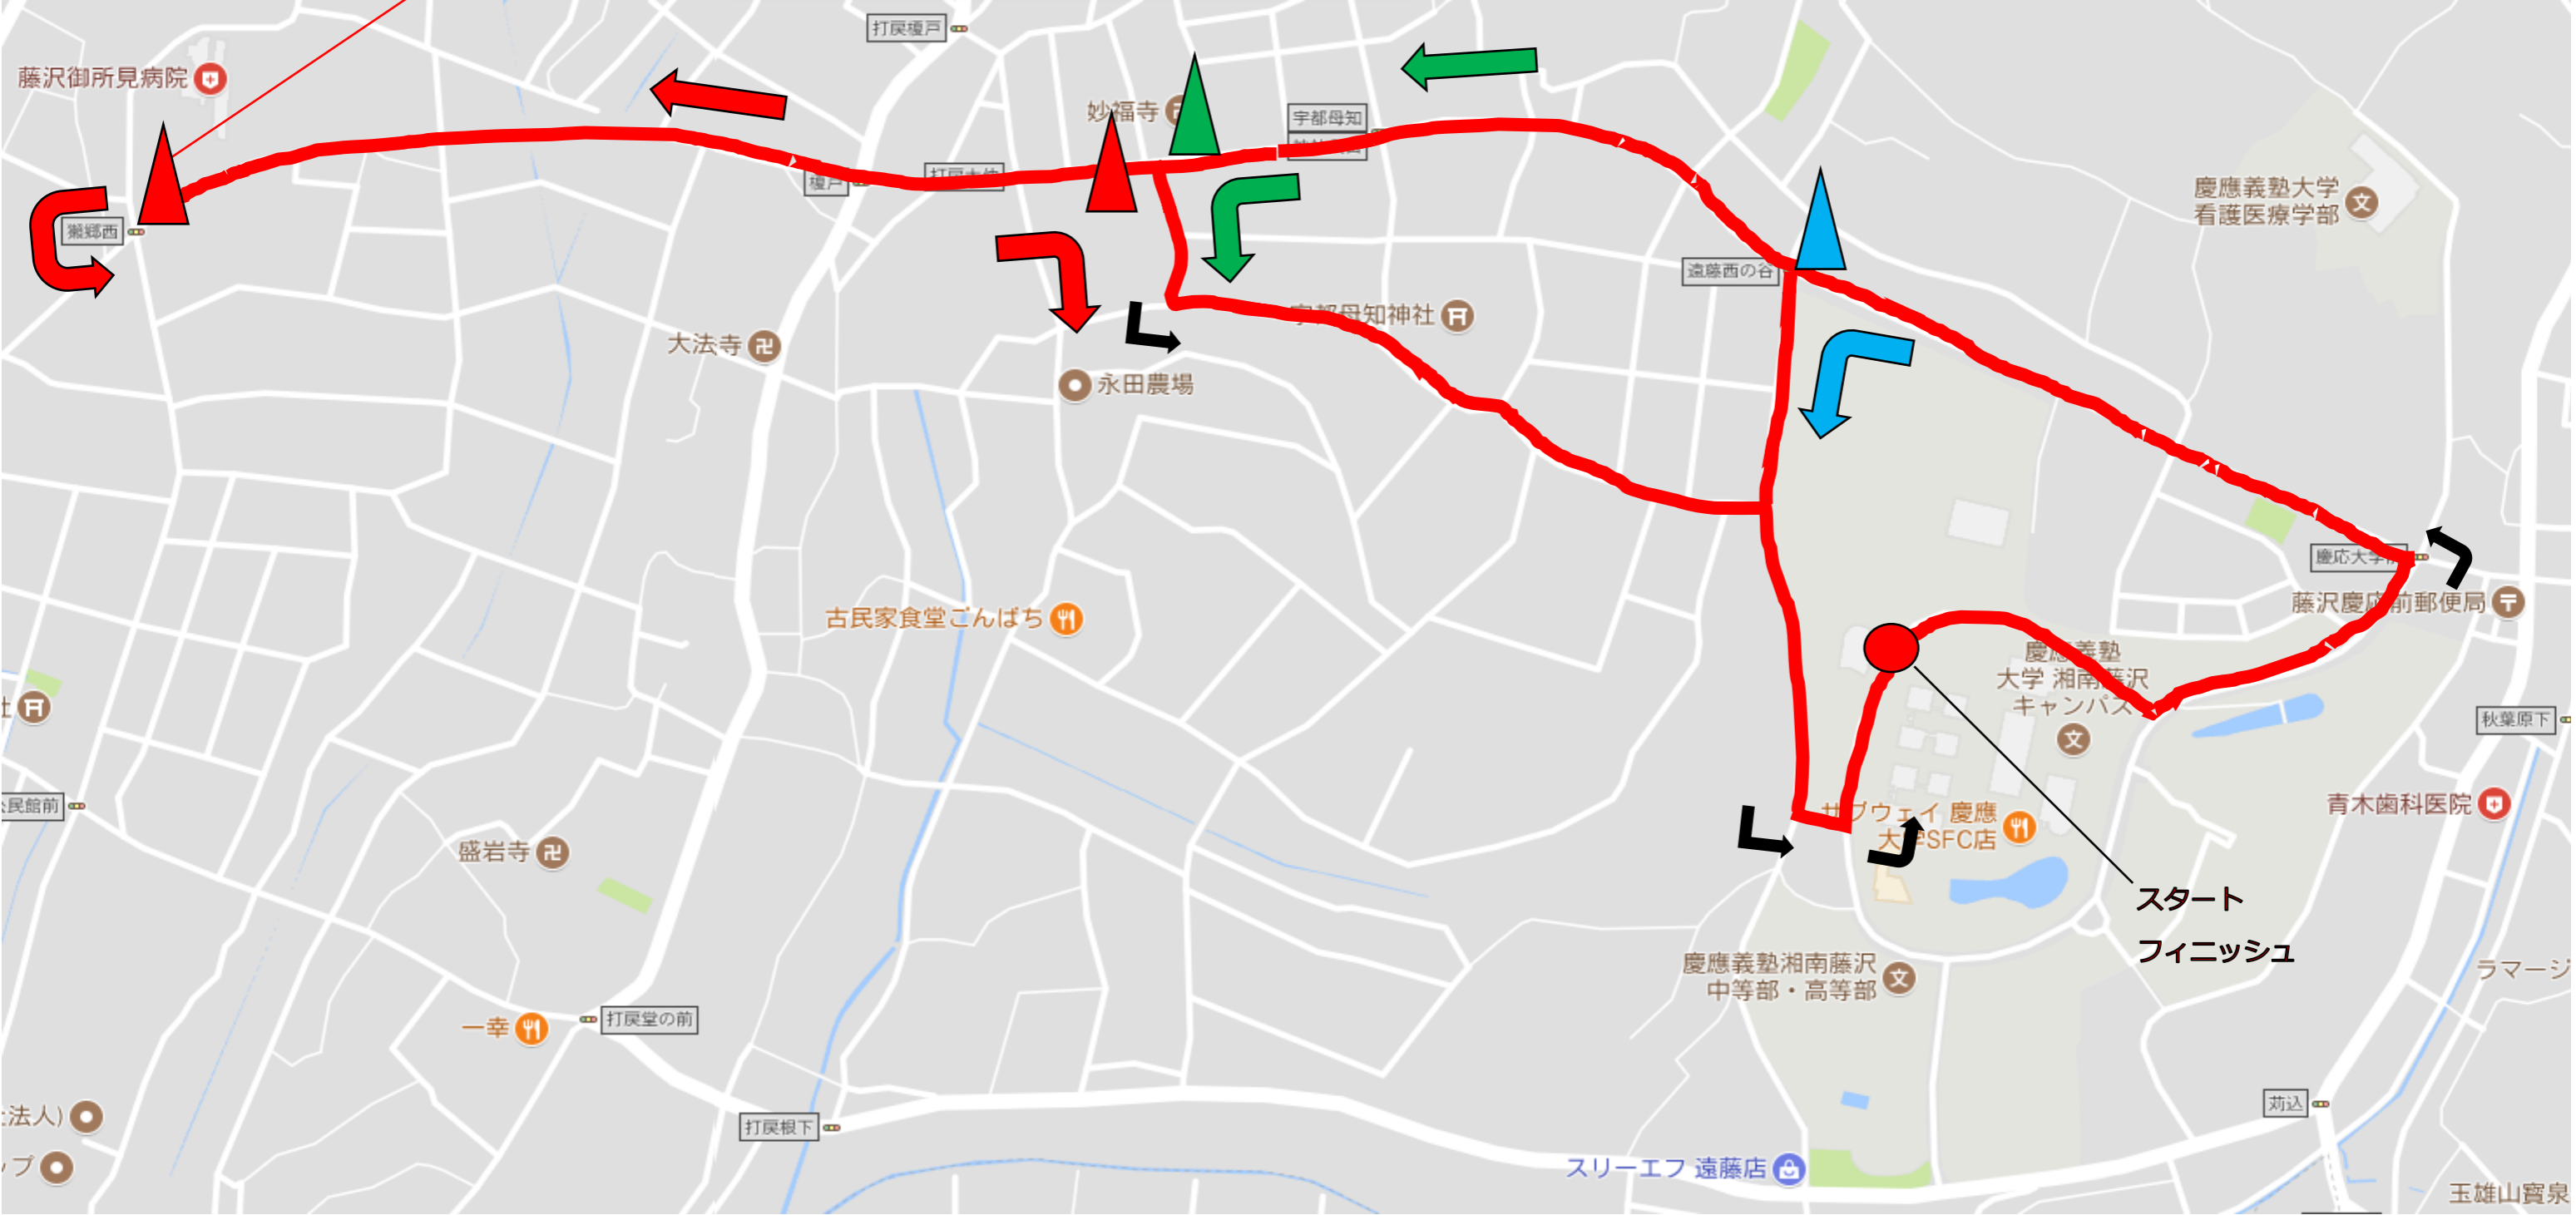 打戻榎戸
藤沢御所見病院
妙福寺
宇都母知
慶應義塾大学
看護医療学部
榎戸
獺郷西
遠藤西の谷
宇都母知神社
大法寺
永田農場
慶応大学
藤沢慶応前郵便局
古民家食堂ごんぱち
慶應義塾
大学 湘南藤沢
キャンパス
秋葉原下
公民館前
サブウェイ 慶應
大学SFC店
青木歯科医院
盛岩寺
スタート
フィニッシュ
慶應義塾湘南藤沢
中等部・高等部
ラマージ
一幸
打戻堂の前
法人)
打戻根下
苅込
ップ
スリーエフ 遠藤店
玉雄山寶泉